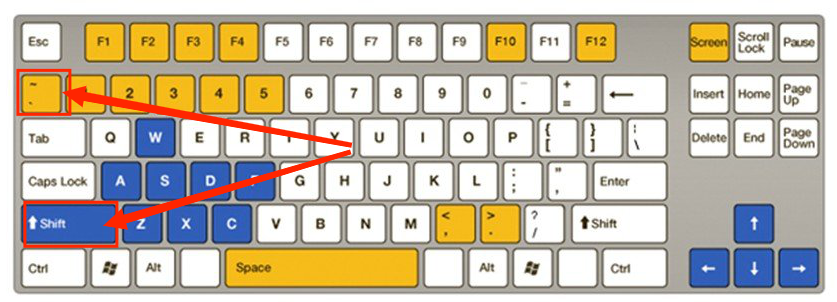 Esc F1 F2 F3 F4 F5 F6 F7 F8 F9 F10 F11 F12 Screen Scroll Lock Pause
~ ` 2 3 4 5 6 7 8 9 0 - + = ← Insert Home Page Up
Tab Q W E R Y U I O P { [ } ] ¦ \ Delete End Page Down
Caps Lock A S D G H J K L : ; " , Enter
⬆ Shift Z X C V B N M < , > . ? / ⬆ Shift ↑
Ctrl Alt Space Alt Ctrl ← ↓ →